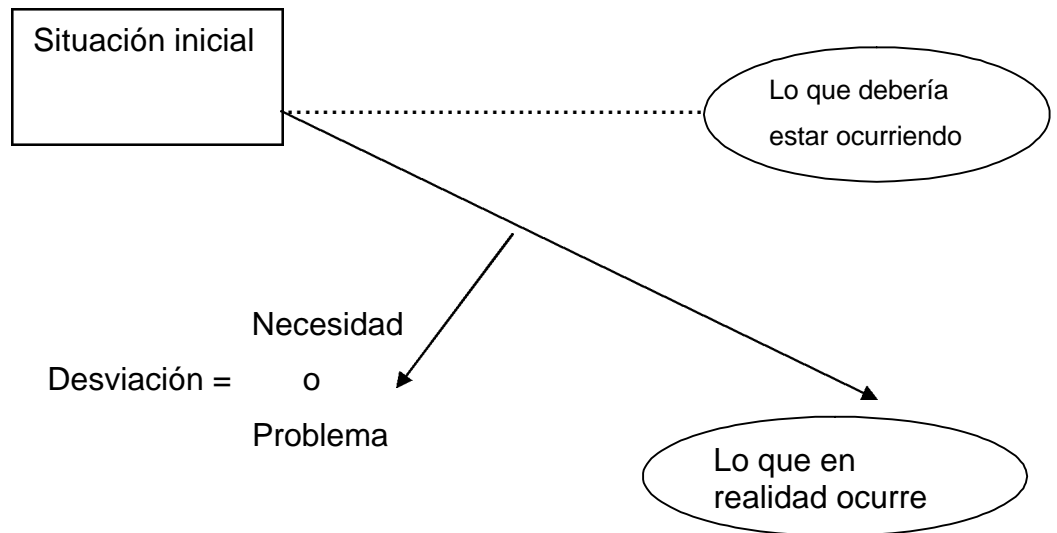 Situación inicial
Lo que debería
estar ocurriendo
Necesidad
Desviación = o
Problema
Lo que en
realidad ocurre